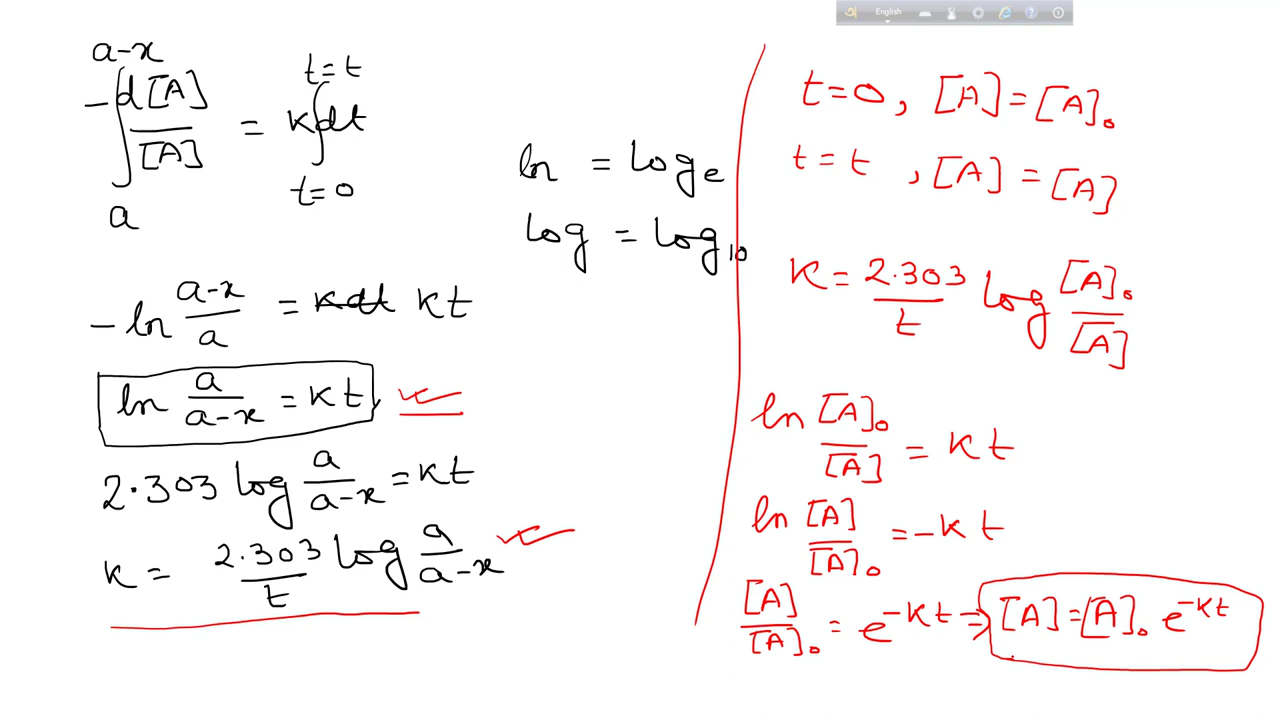 English
a-x
t=t
-∫ d[A]/[A] = K∫dt
a
t=0
-ln (a-x)/a = Kdt Kt
ln a/(a-x) = Kt
2.303 log a/(a-x) = Kt
K = 2.303/t log a/(a-x)
ln = loge
log = log10
t=0, [A] = [A]₀
t=t, [A] = [A]
K = 2.303/t log [A]₀/[A]
ln [A]₀/[A] = Kt
ln [A]/[A]₀ = -Kt
[A]/[A]₀ = e^-Kt ⇒ [A] = [A]₀ e^-Kt